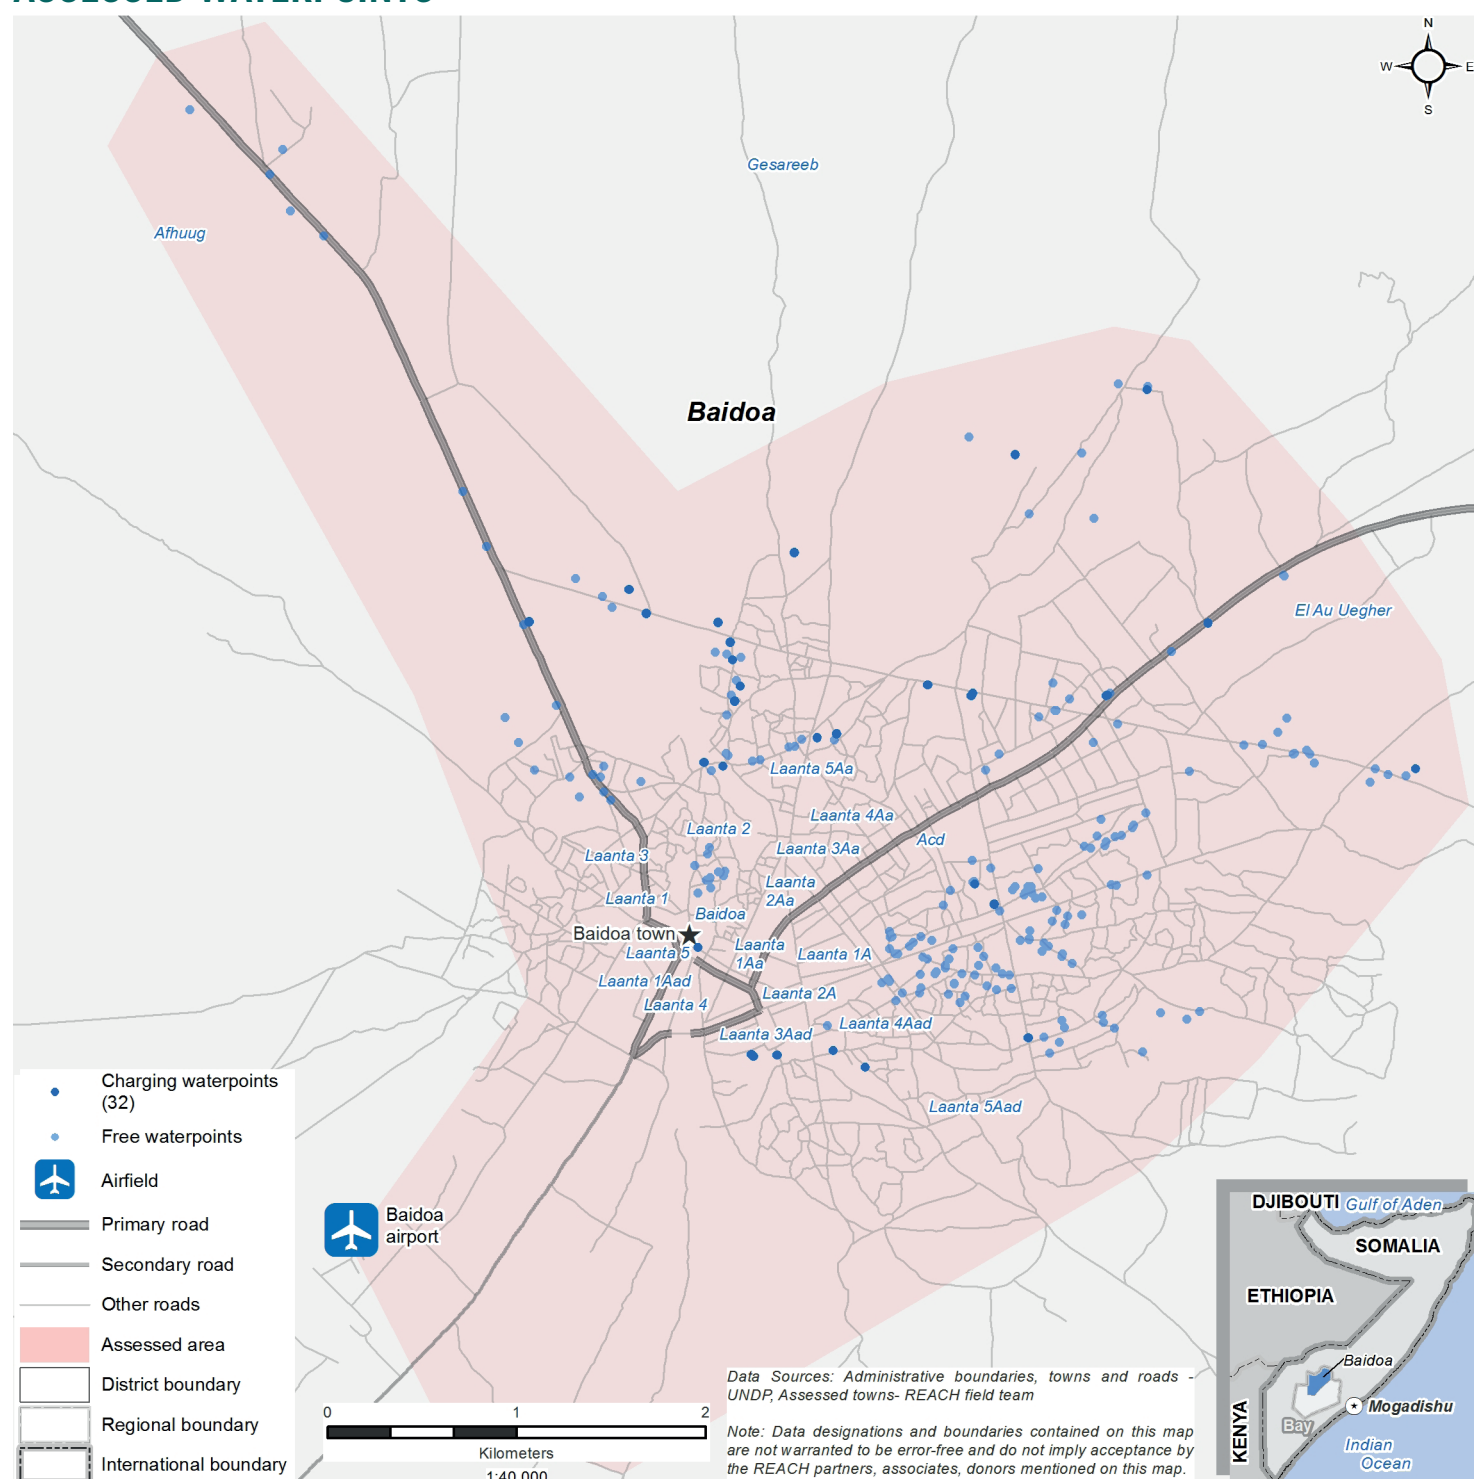 ASSESSED WATERPOINTS
N
W
E
S
Gesareeb
Afhuug
Baidoa
El Au Uegher
Laanta 5Aa
Laanta 4Aa
Laanta 2
Acd
Laanta 3Aa
Laanta 3
Laanta
2Aa
Laanta 1
Baidoa
Baidoa town
Laanta 5
Laanta
1Aa
Laanta 1A
Laanta 1Aad
Laanta 2A
Laanta 4
Laanta 4Aad
Laanta 3Aad
Laanta 5Aad
Charging waterpoints
(32)
Free waterpoints
Airfield
Primary road
Secondary road
Other roads
Assessed area
District boundary
Regional boundary
International boundary
Baidoa
airport
0
1
2
Kilometers
1:40,000
Data Sources: Administrative boundaries, towns and roads -
UNDP, Assessed towns- REACH field team
Note: Data designations and boundaries contained on this map
are not warranted to be error-free and do not imply acceptance by
the REACH partners, associates, donors mentioned on this map.
DJIBOUTI
Gulf of Aden
SOMALIA
ETHIOPIA
Baidoa
Mogadishu
Bay
KENYA
Indian
Ocean